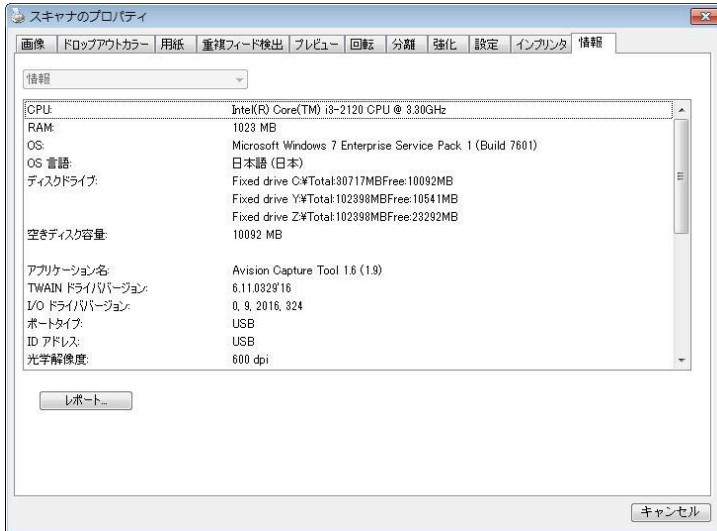 スキャナのプロパティ
画像 ドロップアウトカラー 用紙 重複フィード検出 プレビュー 回転 分離 強化 設定 インプリンタ 情報
情報
CPU: Intel(R) Core(TM) i3-2120 CPU @ 3.30GHz
RAM: 1023 MB
OS: Microsoft Windows 7 Enterprise Service Pack 1 (Build 7601)
OS 言語: 日本語 (日本)
ディスクドライブ: Fixed drive C:¥Total:30717MBFree:10092MB
Fixed drive Y:¥Total:102398MBFree:10541MB
Fixed drive Z:¥Total:102398MBFree:23292MB
空きディスク容量: 10092 MB
アプリケーション名: Avision Capture Tool 1.6 (1.9)
TWAIN ドライババージョン: 6.11.0329'16
I/O ドライババージョン: 0, 9, 2016, 324
ポートタイプ: USB
ID アドレス: USB
光学解像度: 600 dpi
レポート...
キャンセル